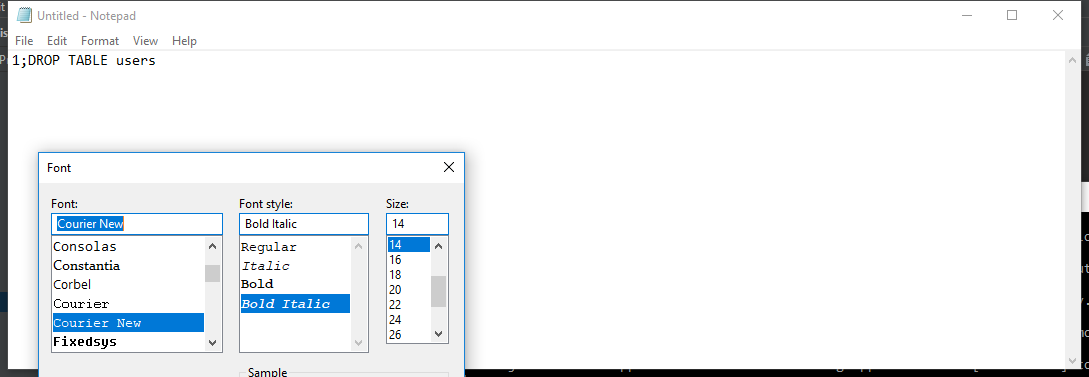 Untitled - Notepad
File Edit Format View Help
1;DROP TABLE users
Font
Font: Font style: Size:
Courier New Bold Italic 14
Consolas Regular 14
Constantia Italic 16
Corbel Bold 18
Courier Bold Italic 20
Courier New 22
Fixedsys 24
26
Sample